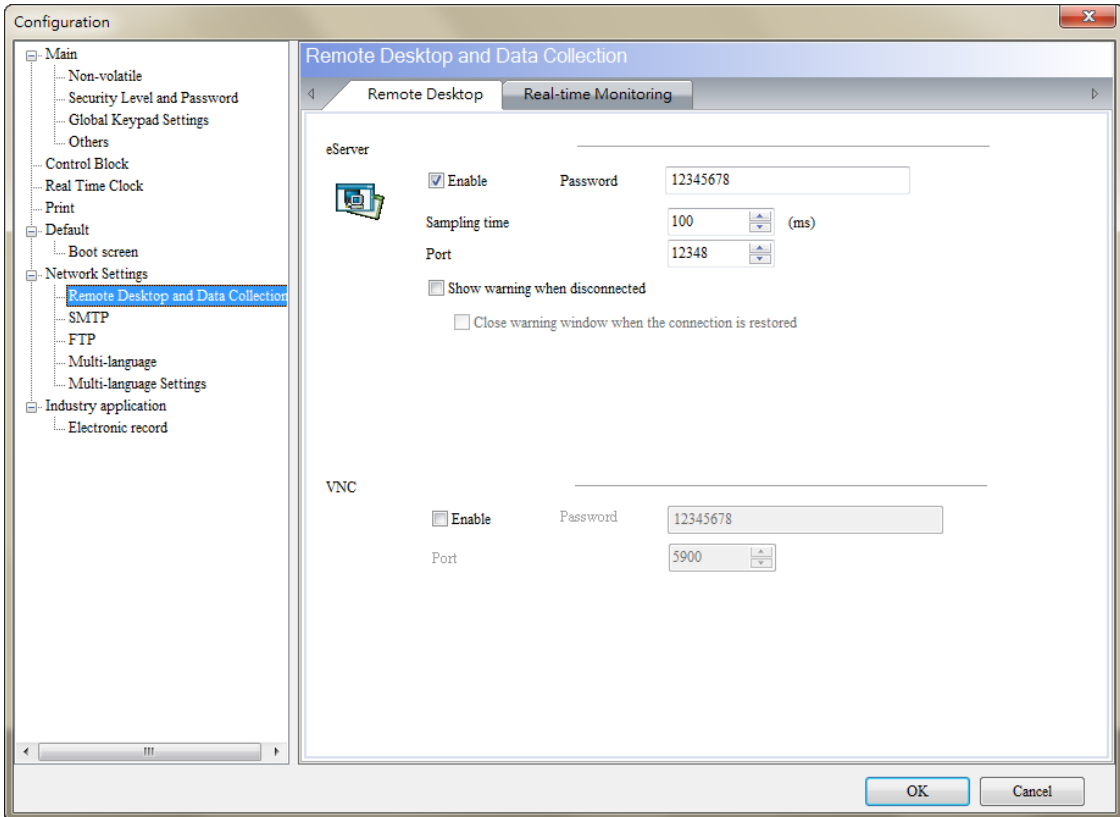 Configuration
Main
Non-volatile
Security Level and Password
Global Keypad Settings
Others
Control Block
Real Time Clock
Print
Default
Boot screen
Network Settings
Remote Desktop and Data Collection
SMTP
FTP
Multi-language
Multi-language Settings
Industry application
Electronic record
Remote Desktop and Data Collection
Remote Desktop Real-time Monitoring
eServer
Enable Password 12345678
Sampling time 100 (ms)
Port 12348
Show warning when disconnected
Close warning window when the connection is restored
VNC
Enable Password 12345678
Port 5900
OK Cancel